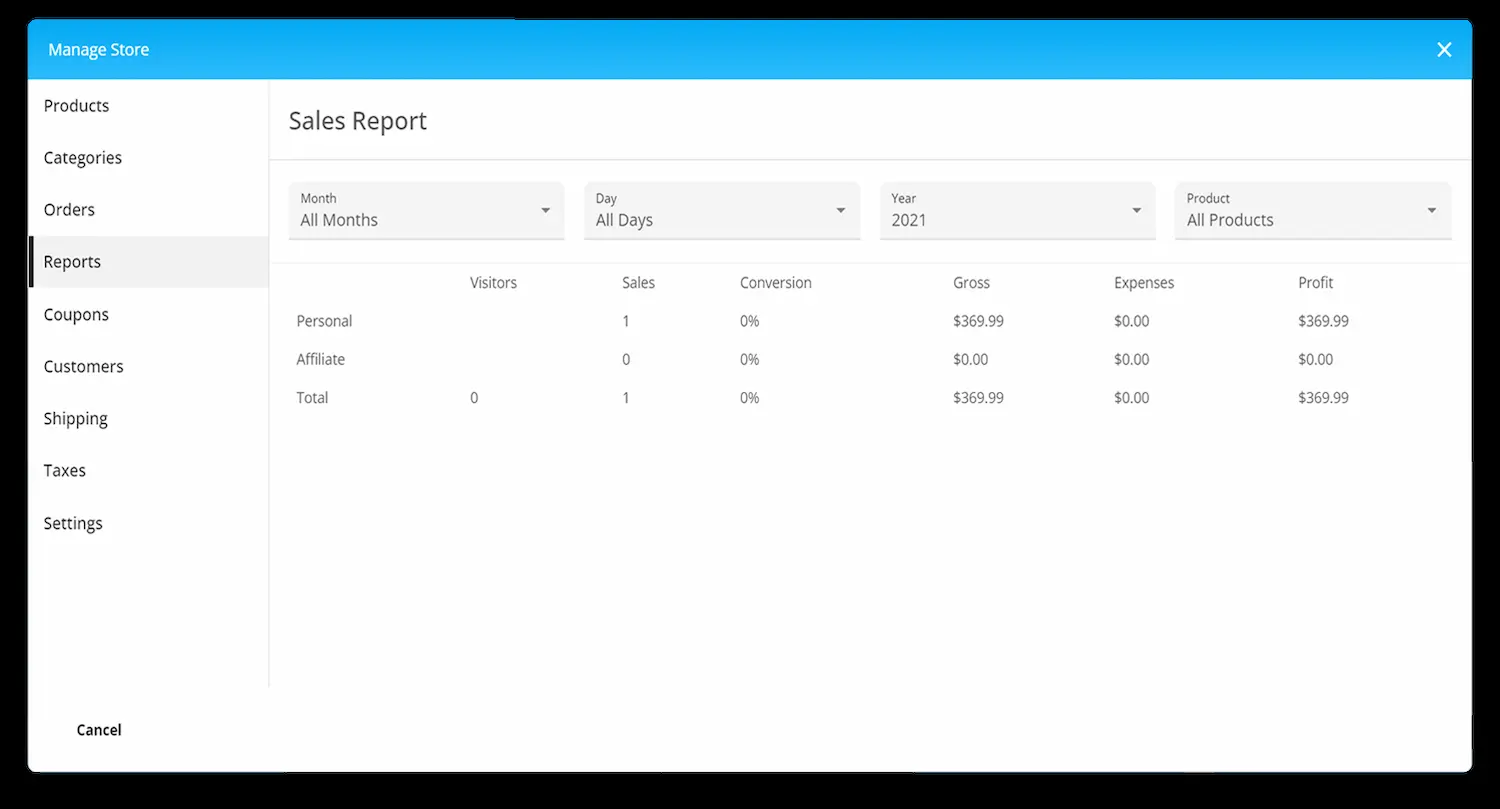 Manage Store
Products
Categories
Orders
Reports
Coupons
Customers
Shipping
Taxes
Settings
Cancel
Sales Report
Month Day Year Product
All Months All Days 2021 All Products
Visitors Sales Conversion Gross Expenses Profit
Personal 1 0% $369.99 $0.00 $369.99
Affiliate 0 0% $0.00 $0.00 $0.00
Total 0 1 0% $369.99 $0.00 $369.99